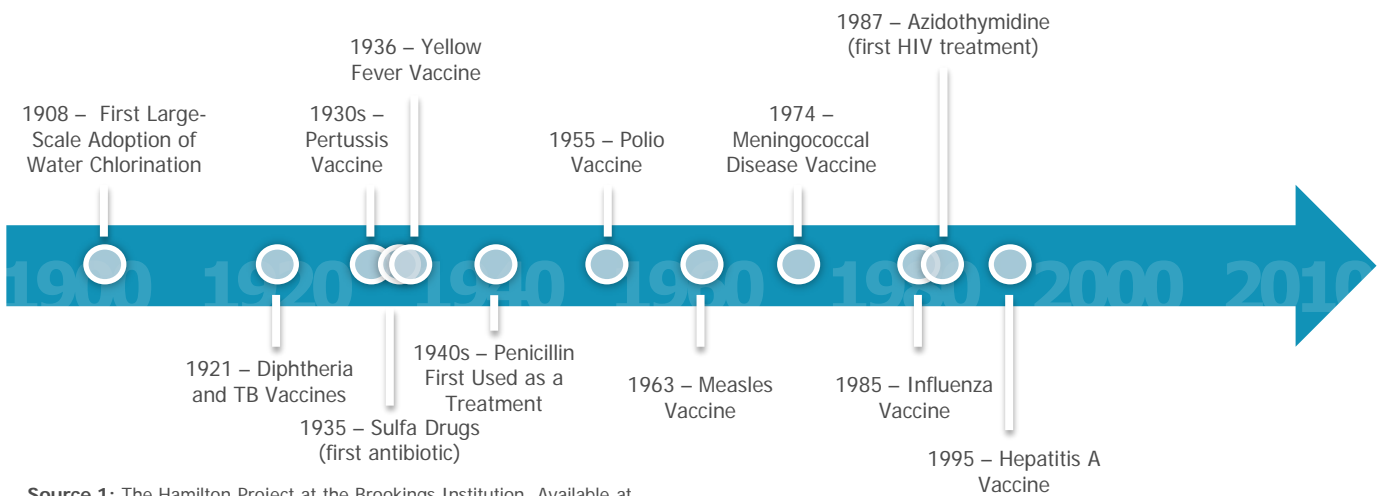 1987 – Azidothymidine
(first HIV treatment)
1936 – Yellow
Fever Vaccine
1908 – First Large-
Scale Adoption of
Water Chlorination
1930s –
Pertussis
Vaccine
1955 – Polio
Vaccine
1974 –
Meningococcal
Disease Vaccine
1900 1920 1940 1960 1980 2000 2010
1921 – Diphtheria
and TB Vaccines
1935 – Sulfa Drugs
(first antibiotic)
1940s – Penicillin
First Used as a
Treatment
1963 – Measles
Vaccine
1985 – Influenza
Vaccine
1995 – Hepatitis A
Vaccine
Source 1: The Hamilton Project at the Brookings Institution. Available at